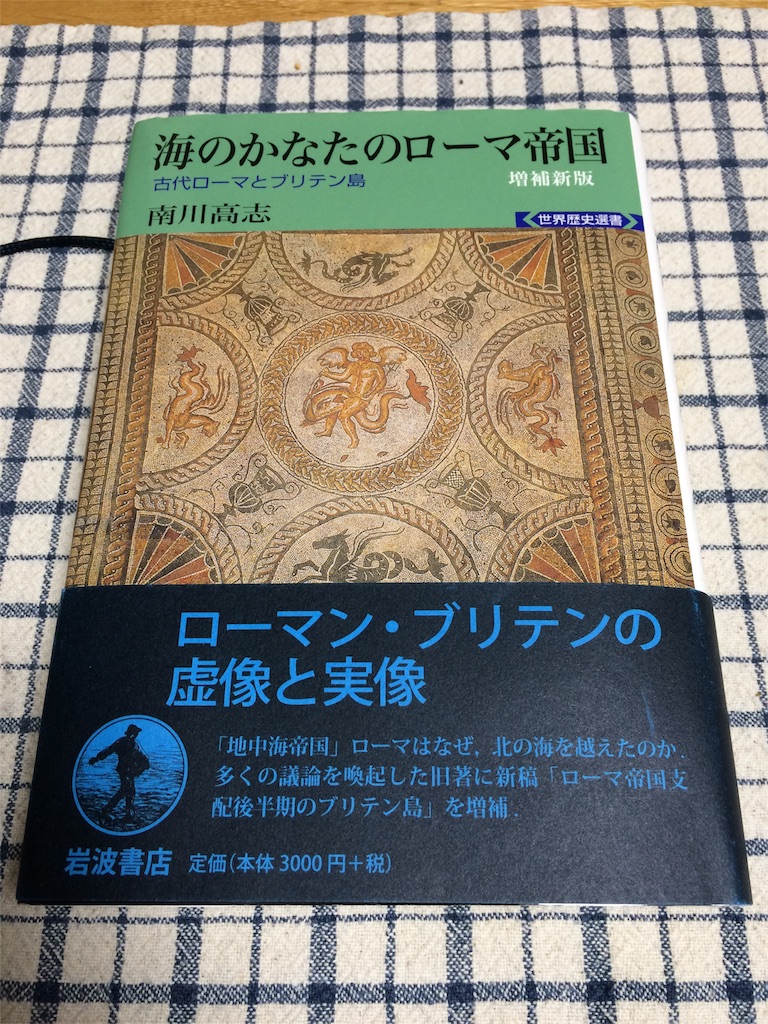 海のかなたのローマ帝国
古代ローマとブリテン島
増補新版
南川高志
世界歴史選書
ローマン・ブリテンの
虚像と実像
「地中海帝国」ローマはなぜ，北の海を越えたのか．
多くの議論を喚起した旧著に新稿「ローマ帝国支
配後半期のブリテン島」を増補．
岩波書店
定価(本体 3000 円＋税)